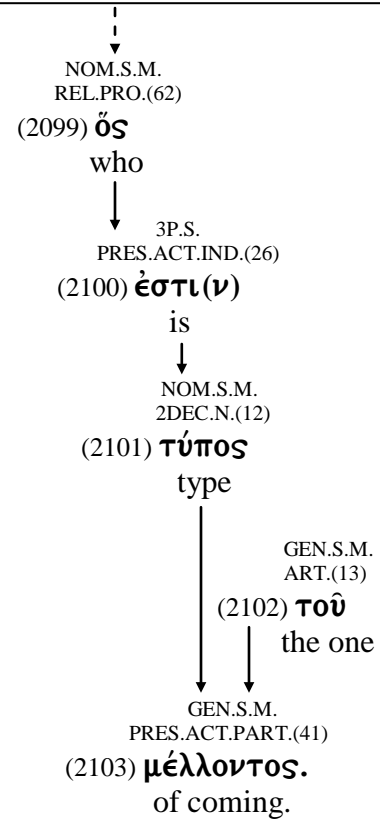 NOM.S.M.
REL.PRO.(62)
(2099) ὅς
who
3P.S.
PRES.ACT.IND.(26)
(2100) ἐστι(ν)
is
NOM.S.M.
2DEC.N.(12)
(2101) τύπος
type
GEN.S.M.
ART.(13)
(2102) τοῦ
the one
GEN.S.M.
PRES.ACT.PART.(41)
(2103) μέλλοντος.
of coming.